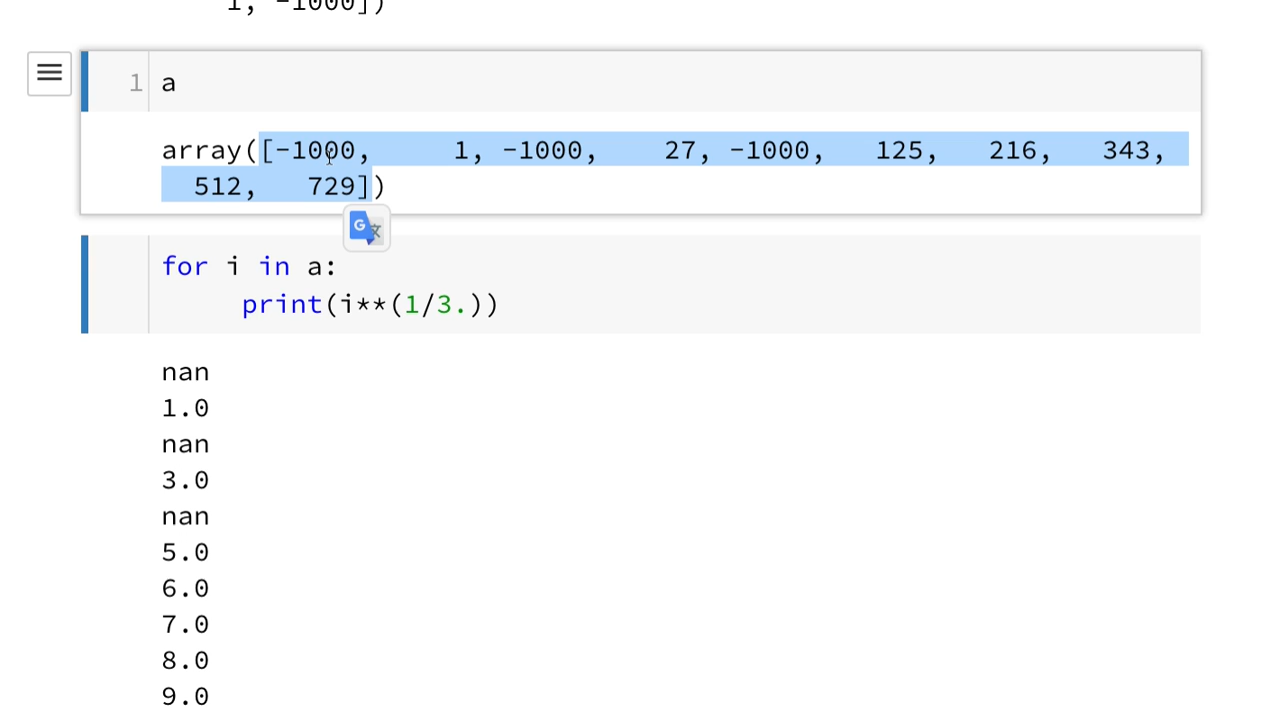 1, -1000])
1 a
array([-1000, 1, -1000, 27, -1000, 125, 216, 343,
512, 729])
G 文
for i in a:
print(i**(1/3.))
nan
1.0
nan
3.0
nan
5.0
6.0
7.0
8.0
9.0